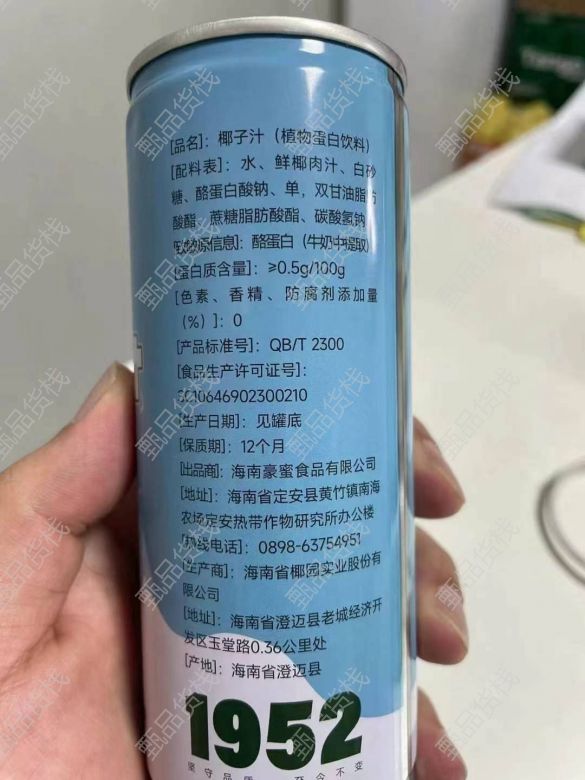 [品名]：椰子汁（植物蛋白饮料）
[配料表]：水、鲜椰肉汁、白砂
糖、酪蛋白酸钠、单，双甘油脂肪
酸酯、蔗糖脂肪酸酯、碳酸氢钠
[致敏原信息]：酪蛋白（牛奶中提取）
[蛋白质含量]：≥0.5g/100g
[色素、香精、防腐剂添加量
（%）]：0
[产品标准号]：QB/T 2300
[食品生产许可证号]：
SC10646902300210
[生产日期]：见罐底
[保质期]：12个月
[出品商]：海南豪蜜食品有限公司
[地址]：海南省定安县黄竹镇南海
农场定安热带作物研究所办公楼
[热线电话]：0898-63754951
[生产商]：海南省椰园实业股份有
限公司
[地址]：海南省澄迈县老城经济开
发区玉堂路0.36公里处
[产地]：海南省澄迈县
1952
坚守品质 至今不变
甄品货栈